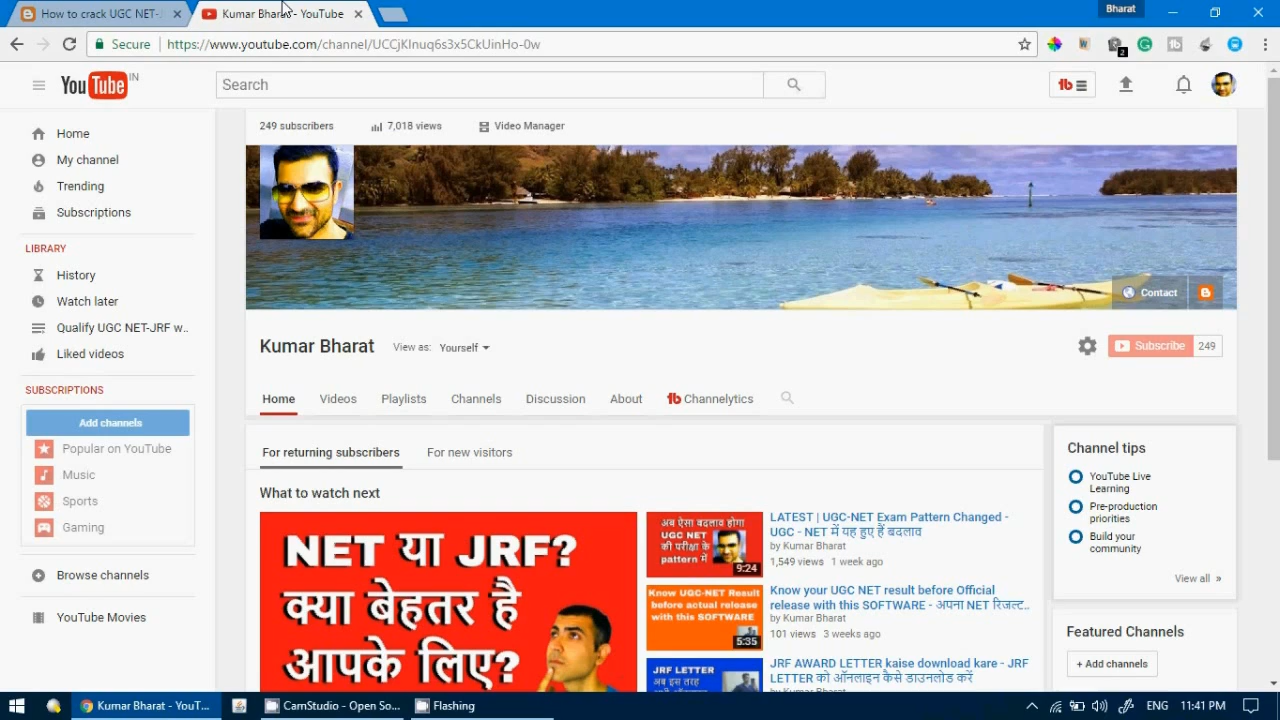 How to crack UGC NET-J
Kumar Bharat - YouTube
Bharat
Secure
https://www.youtube.com/channel/UCCjKlnuq6s3x5CkUinHo-0w
2
YouTube IN
Search
Home
My channel
Trending
Subscriptions
LIBRARY
History
Watch later
Qualify UGC NET-JRF w..
Liked videos
SUBSCRIPTIONS
Add channels
Popular on YouTube
Music
Sports
Gaming
Browse channels
YouTube Movies
249 subscribers
7,018 views
Video Manager
Contact
Kumar Bharat
View as: Yourself
Subscribe 249
Home
Videos
Playlists
Channels
Discussion
About
Channelytics
For returning subscribers
For new visitors
What to watch next
NET या JRF?
क्या बेहतर है
आपके लिए?
अब ऐसा बदलाव होगा
UGC NET
की परीक्षा के
pattern में
9:24
LATEST | UGC-NET Exam Pattern Changed -
UGC - NET में यह हुए हैं बदलाव
by Kumar Bharat
1,549 views 1 week ago
Know UGC-NET Result
before actual release
with this SOFTWARE
5:35
Know your UGC NET result before Official
release with this SOFTWARE - अपना NET रिजल्ट..
by Kumar Bharat
101 views 3 weeks ago
JRF LETTER
अब इस तरह
JRF AWARD LETTER kaise download kare - JRF
LETTER को ऑनलाइन कैसे डाउनलोड करें
by Kumar Bharat
Channel tips
YouTube Live
Learning
Pre-production
priorities
Build your
community
View all »
Featured Channels
+ Add channels
Kumar Bharat - YouT...
CamStudio - Open So...
Flashing
ENG
11:41 PM